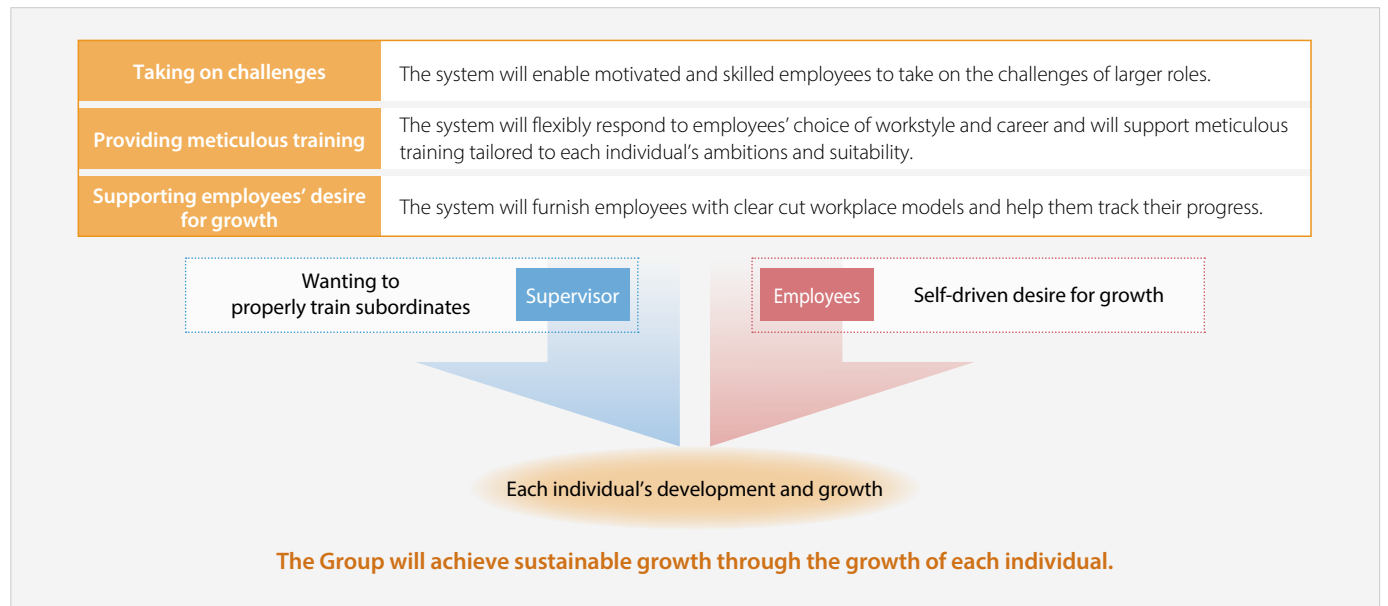 Taking on challenges
The system will enable motivated and skilled employees to take on the challenges of larger roles.
Providing meticulous training
The system will flexibly respond to employees’ choice of workstyle and career and will support meticulous
training tailored to each individual’s ambitions and suitability.
Supporting employees’ desire
for growth
The system will furnish employees with clear cut workplace models and help them track their progress.
Wanting to
properly train subordinates
Supervisor
Employees
Self-driven desire for growth
Each individual’s development and growth
The Group will achieve sustainable growth through the growth of each individual.